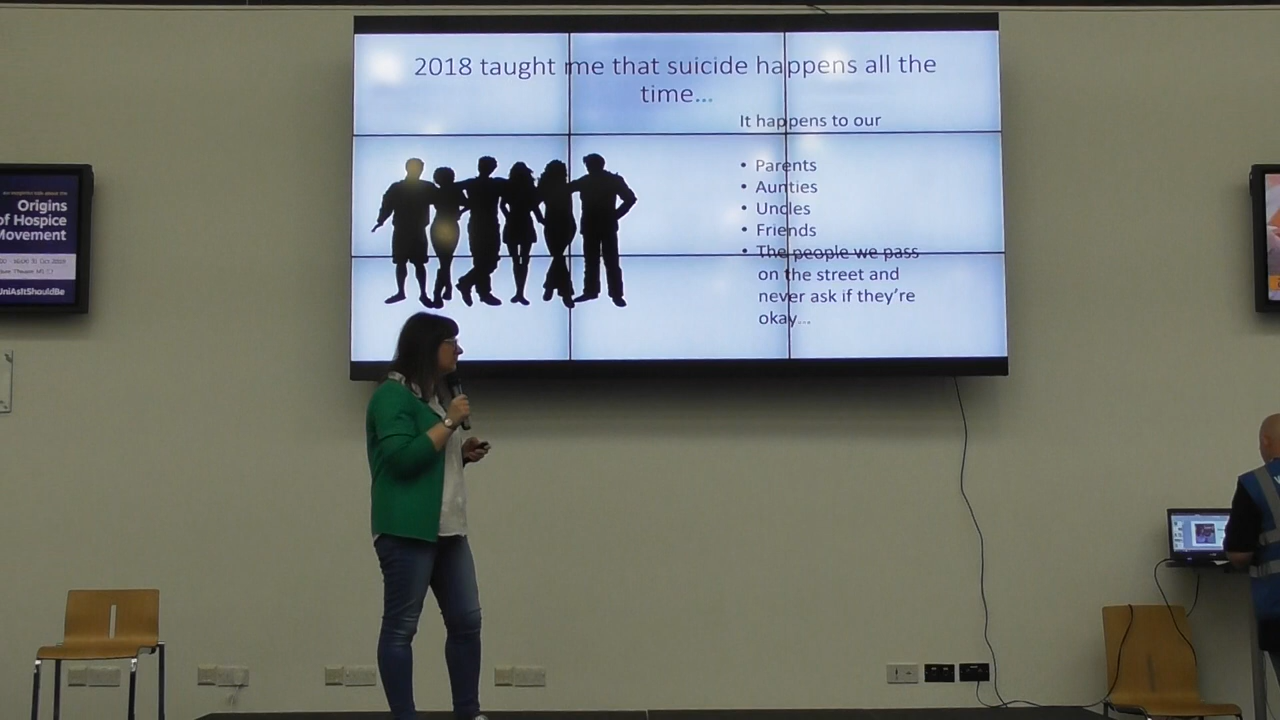 2018 taught me that suicide happens all the
time...
It happens to our
• Parents
• Aunties
• Uncles
• Friends
• The people we pass
on the street and
never ask if they're
okay...
Origins
of Hospice
Movement
UniAsItShouldBe